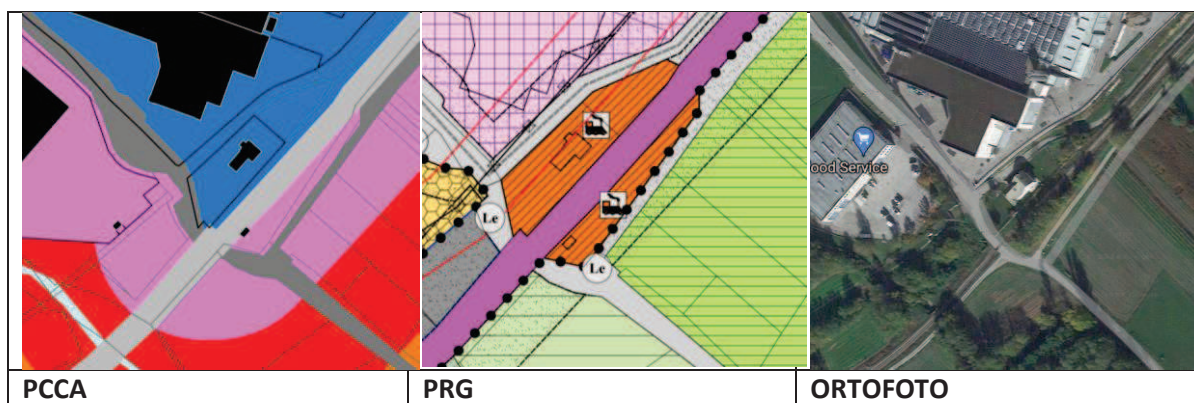 Le
Le
ood Service
PCCA
PRG
ORTOFOTO